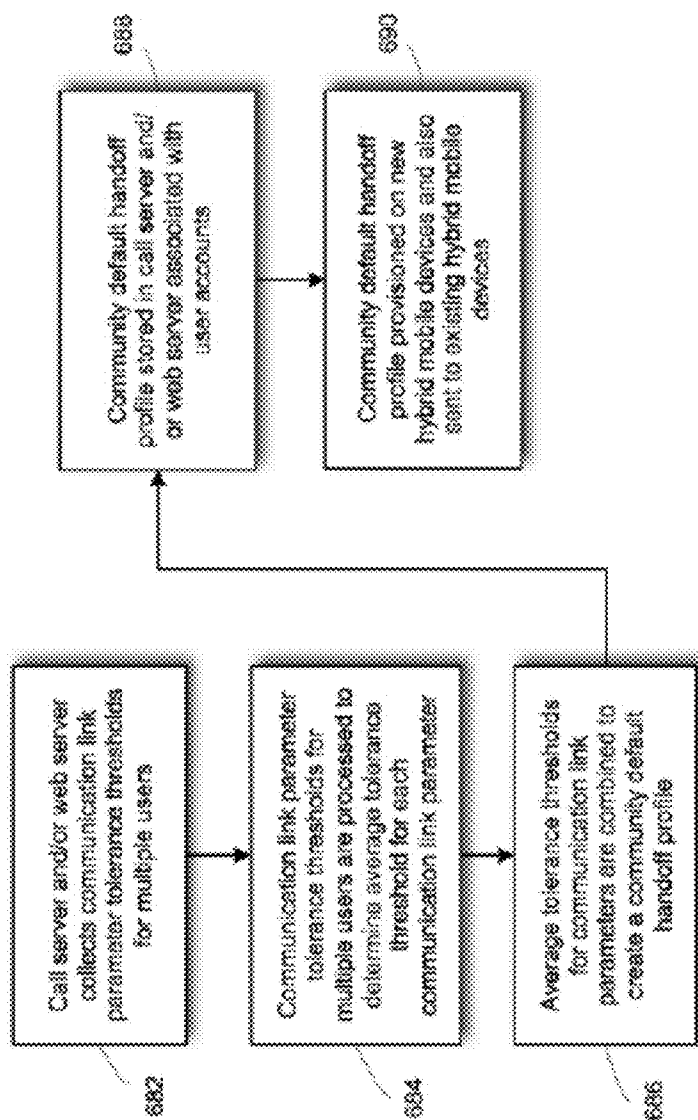 682
Call server and/or web server
collects communication link
parameter tolerance thresholds
for multiple users
684
Communication link parameter
tolerance thresholds for
multiple users are processed to
determine average tolerance
threshold for each
communication link parameter
686
Average tolerance thresholds
for communication link
parameters are combined to
create a community default
handoff profile
688
Community default handoff
profile stored in call server and/
or web server associated with
user accounts
690
Community default handoff
profile provisioned on new
hybrid mobile devices and also
sent to existing hybrid mobile
devices